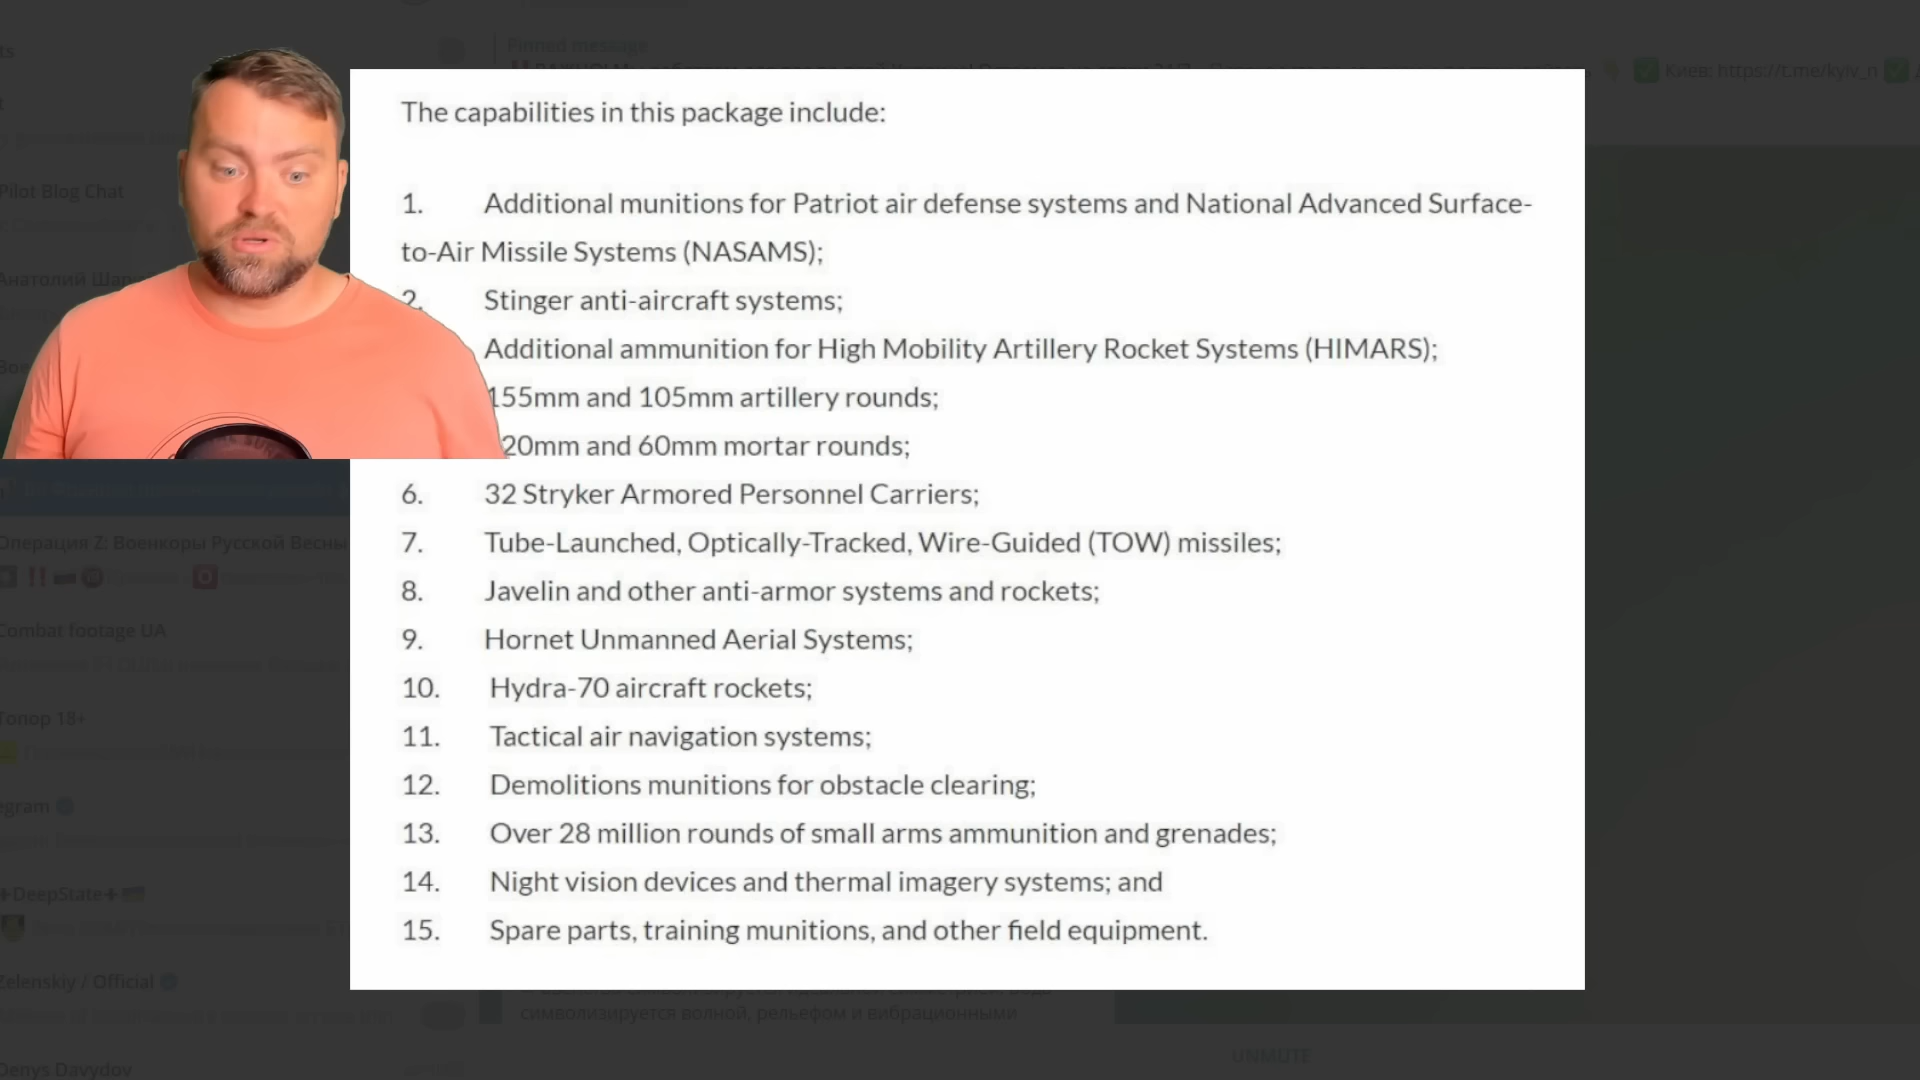 Pinned message
Киев: https://t.me/kyiv_n
The capabilities in this package include:
1. Additional munitions for Patriot air defense systems and National Advanced Surface-
to-Air Missile Systems (NASAMS);
2. Stinger anti-aircraft systems;
Additional ammunition for High Mobility Artillery Rocket Systems (HIMARS);
155mm and 105mm artillery rounds;
20mm and 60mm mortar rounds;
6. 32 Stryker Armored Personnel Carriers;
7. Tube-Launched, Optically-Tracked, Wire-Guided (TOW) missiles;
8. Javelin and other anti-armor systems and rockets;
9. Hornet Unmanned Aerial Systems;
10. Hydra-70 aircraft rockets;
11. Tactical air navigation systems;
12. Demolitions munitions for obstacle clearing;
13. Over 28 million rounds of small arms ammunition and grenades;
14. Night vision devices and thermal imagery systems; and
15. Spare parts, training munitions, and other field equipment.
Pilot Blog Chat
Анатолий Шар
Операция Z: Военкоры Русской Весны
Combat footage UA
Топор 18+
egram
DeepState
Zelenskiy / Official
Denys Davydov
символизируется волной, рельефом и вибрационными
UNMUTE